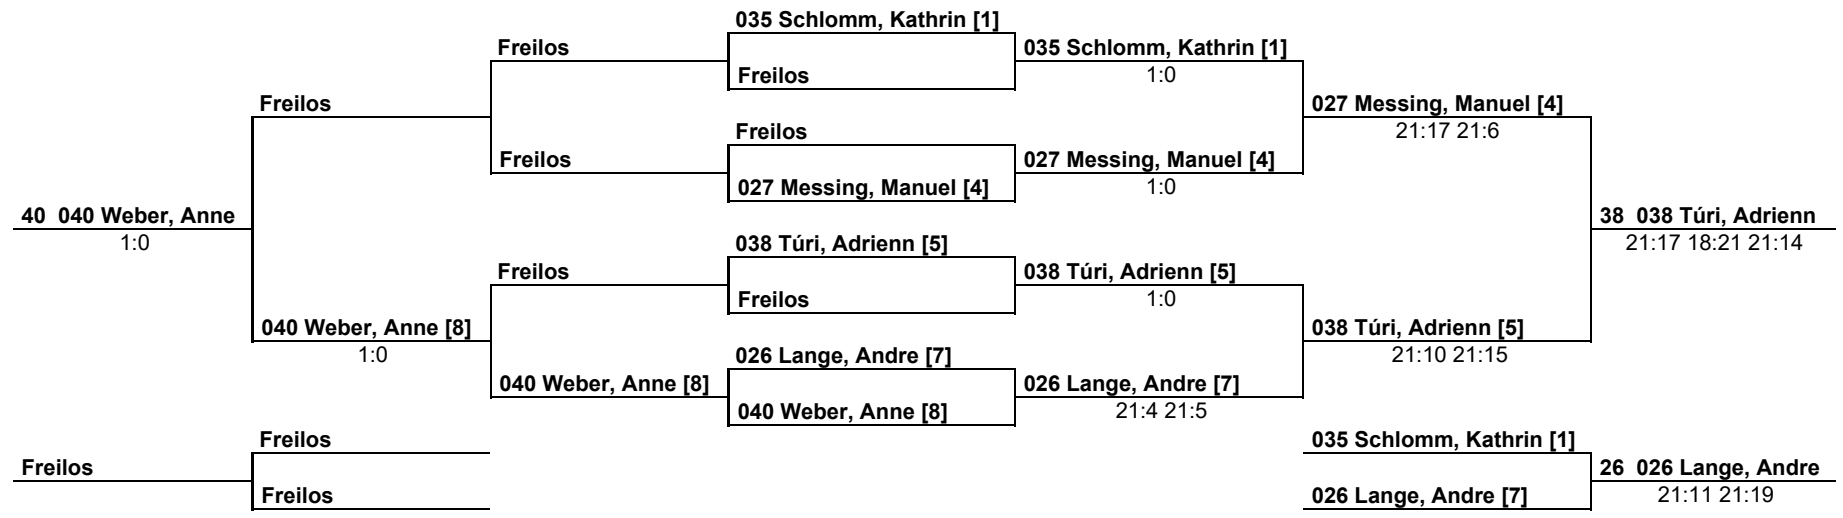 035 Schlomm, Kathrin [1]
Freilos
035 Schlomm, Kathrin [1]
Freilos
1:0
Freilos
027 Messing, Manuel [4]
21:17 21:6
Freilos
Freilos
027 Messing, Manuel [4]
027 Messing, Manuel [4]
1:0
40 040 Weber, Anne
1:0
38 038 Túri, Adrienn
21:17 18:21 21:14
038 Túri, Adrienn [5]
Freilos
038 Túri, Adrienn [5]
Freilos
1:0
040 Weber, Anne [8]
1:0
038 Túri, Adrienn [5]
21:10 21:15
026 Lange, Andre [7]
040 Weber, Anne [8]
026 Lange, Andre [7]
040 Weber, Anne [8]
21:4 21:5
Freilos
035 Schlomm, Kathrin [1]
Freilos
26 026 Lange, Andre
Freilos
026 Lange, Andre [7]
21:11 21:19